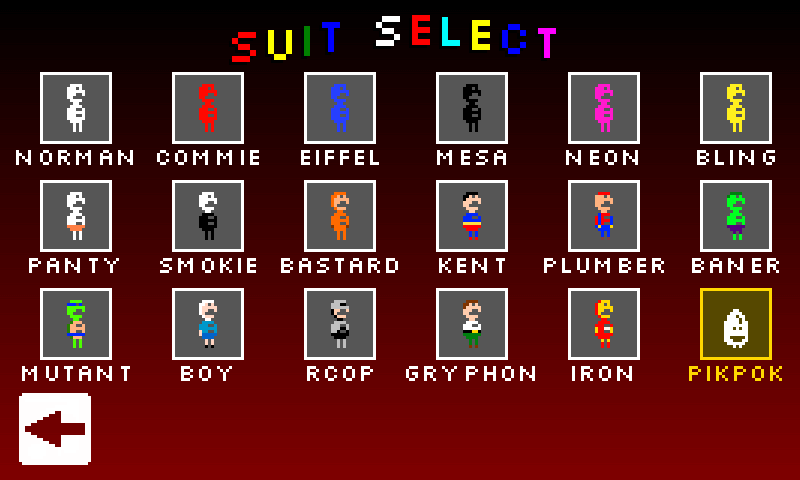 SUIT SELECT
NORMAN COMMIE EIFFEL MESA NEON BLING
PANTY SMOKIE BASTARD KENT PLUMBER BANER
MUTANT BOY RCOP GRYPHON IRON PIKPOK